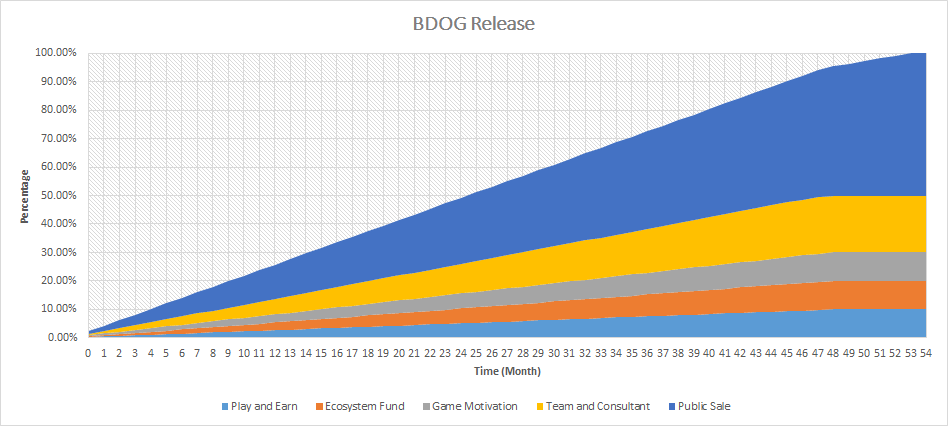 BDOG Release
100.00%
90.00%
80.00%
70.00%
60.00%
50.00%
40.00%
30.00%
20.00%
10.00%
0.00%
Percentage
0 1 2 3 4 5 6 7 8 9 10 11 12 13 14 15 16 17 18 19 20 21 22 23 24 25 26 27 28 29 30 31 32 33 34 35 36 37 38 39 40 41 42 43 44 45 46 47 48 49 50 51 52 53 54
Time (Month)
Play and Earn Ecosystem Fund Game Motivation Team and Consultant Public Sale